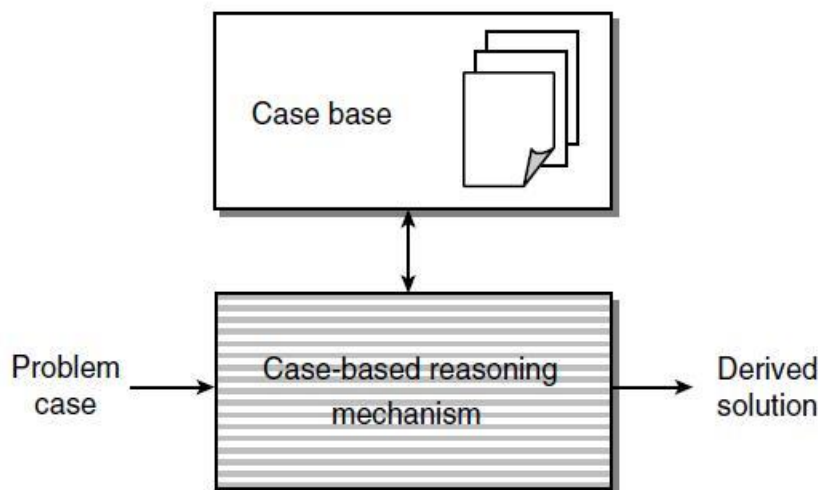 Case base
Problem
case
Case-based reasoning
mechanism
Derived
solution